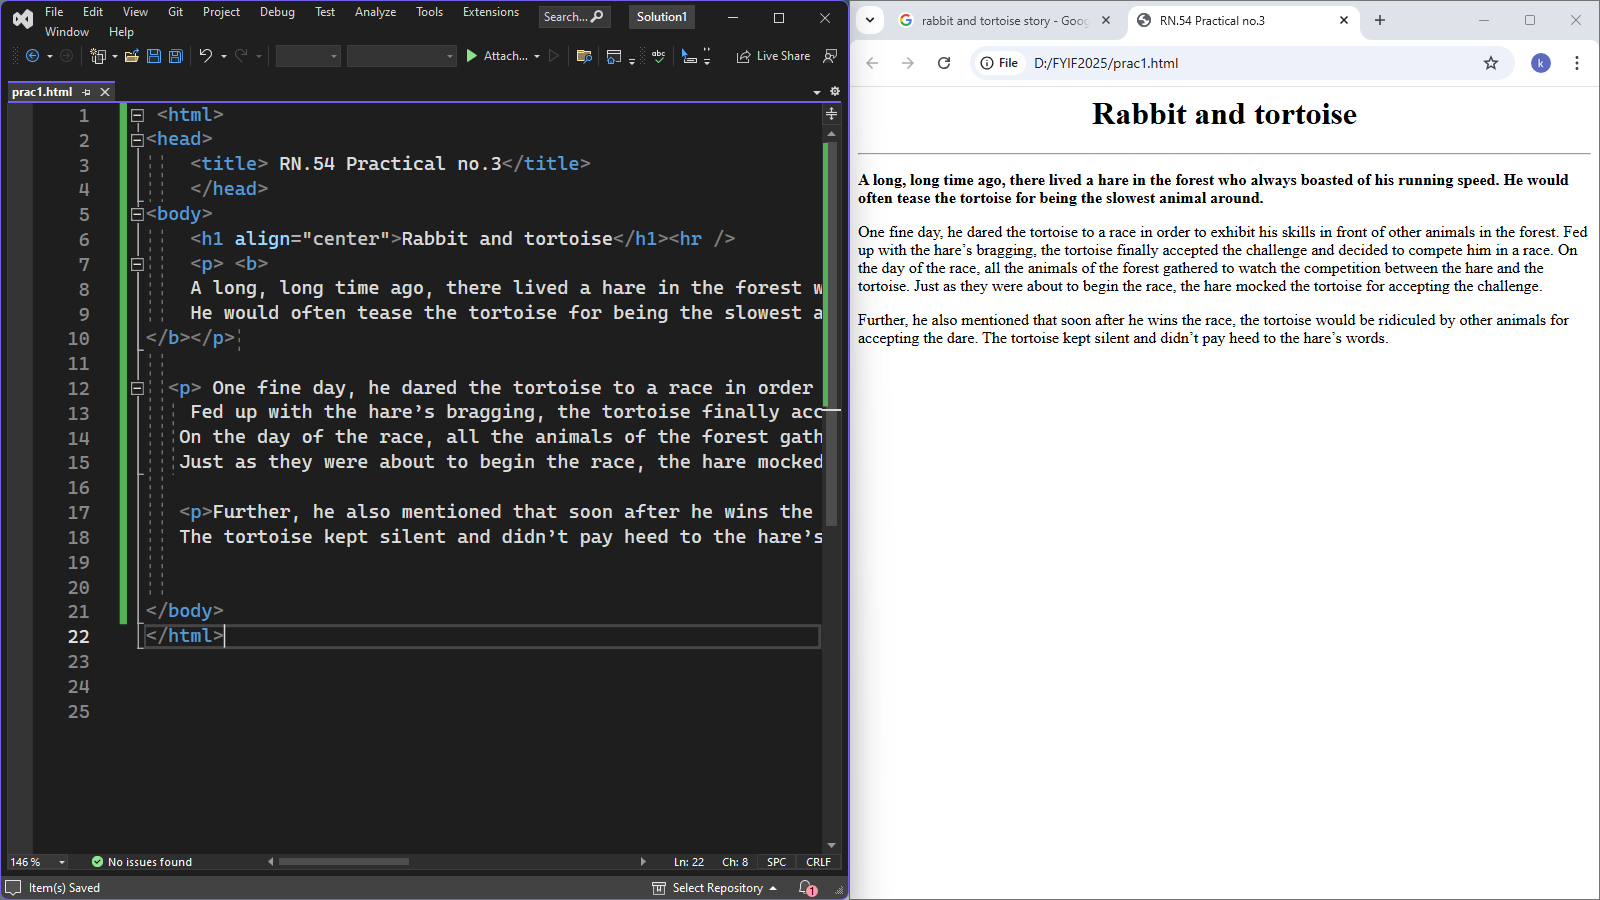 File Edit View Git Project Debug Test Analyze Tools Extensions Search... Solution1
Window Help
Attach... abc Live Share
prac1.html
1 <html>
2 <head>
3 <title> RN.54 Practical no.3</title>
4 </head>
5 <body>
6 <h1 align="center">Rabbit and tortoise</h1><hr />
7 <p> <b>
8 A long, long time ago, there lived a hare in the forest w
9 He would often tease the tortoise for being the slowest a
10 </b></p>
11
12 <p> One fine day, he dared the tortoise to a race in order
13 Fed up with the hare’s bragging, the tortoise finally acc
14 On the day of the race, all the animals of the forest gath
15 Just as they were about to begin the race, the hare mocked
16
17 <p>Further, he also mentioned that soon after he wins the
18 The tortoise kept silent and didn’t pay heed to the hare’s
19
20
21 </body>
22 </html>
23
24
25
146 % No issues found Ln: 22 Ch: 8 SPC CRLF
Item(s) Saved Select Repository 1
rabbit and tortoise story - Goog RN.54 Practical no.3
File D:/FYIF2025/prac1.html k
Rabbit and tortoise
A long, long time ago, there lived a hare in the forest who always boasted of his running speed. He would
often tease the tortoise for being the slowest animal around.
One fine day, he dared the tortoise to a race in order to exhibit his skills in front of other animals in the forest. Fed
up with the hare’s bragging, the tortoise finally accepted the challenge and decided to compete him in a race. On
the day of the race, all the animals of the forest gathered to watch the competition between the hare and the
tortoise. Just as they were about to begin the race, the hare mocked the tortoise for accepting the challenge.
Further, he also mentioned that soon after he wins the race, the tortoise would be ridiculed by other animals for
accepting the dare. The tortoise kept silent and didn’t pay heed to the hare’s words.